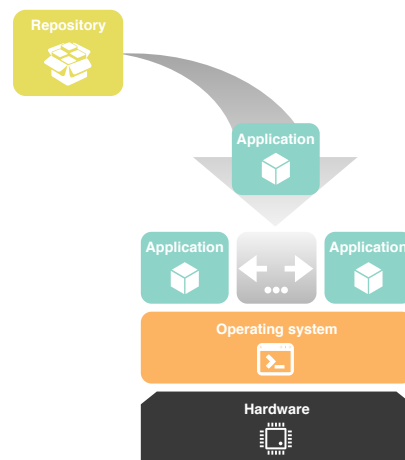 Repository
Application
Application
Application
Operating system
Hardware